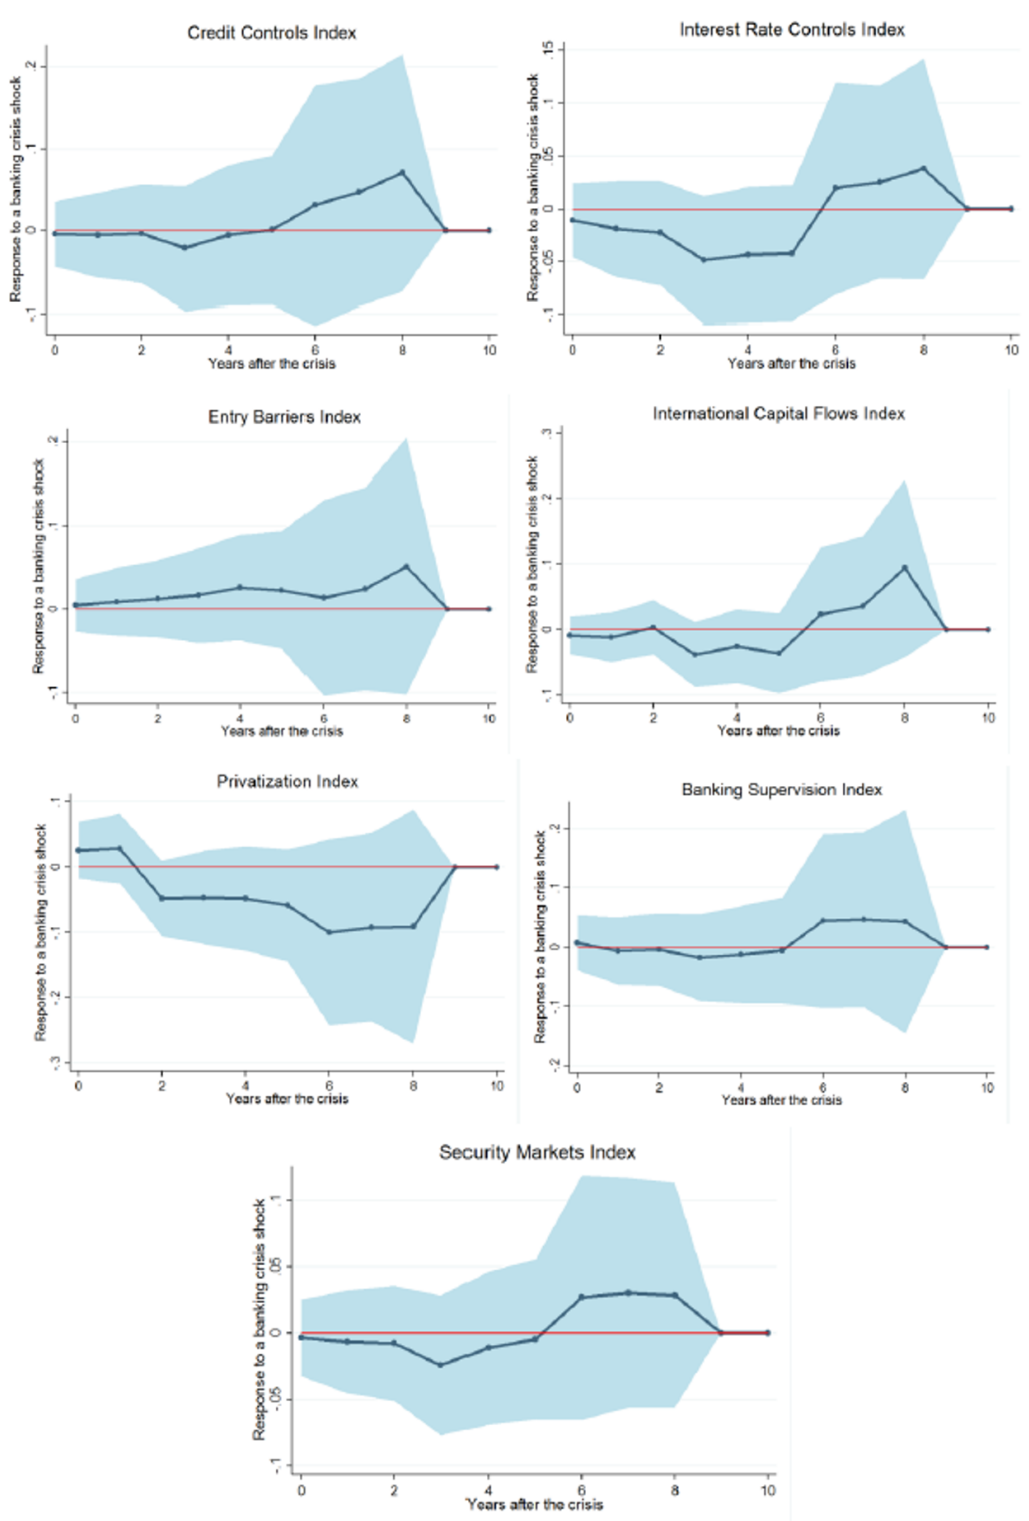 Credit Controls Index
Response to a banking crisis shock
.2
.1
0
-.1
0 2 4 6 8 10
Years after the crisis
Interest Rate Controls Index
Response to a banking crisis shock
.15
.1
.05
0
-.05
-.1
0 2 4 6 8 10
Years after the crisis
Entry Barriers Index
Response to a banking crisis shock
.2
.1
0
-.1
0 2 4 6 8 10
Years after the crisis
International Capital Flows Index
Response to a banking crisis shock
.3
.2
.1
0
-.1
0 2 4 6 8 10
Years after the crisis
Privatization Index
Response to a banking crisis shock
.1
0
-.1
-.2
-.3
0 2 4 6 8 10
Years after the crisis
Banking Supervision Index
Response to a banking crisis shock
.2
.1
0
-.1
-.2
0 2 4 6 8 10
Years after the crisis
Security Markets Index
Response to a banking crisis shock
.1
.05
0
-.05
-.1
0 2 4 6 8 10
Years after the crisis